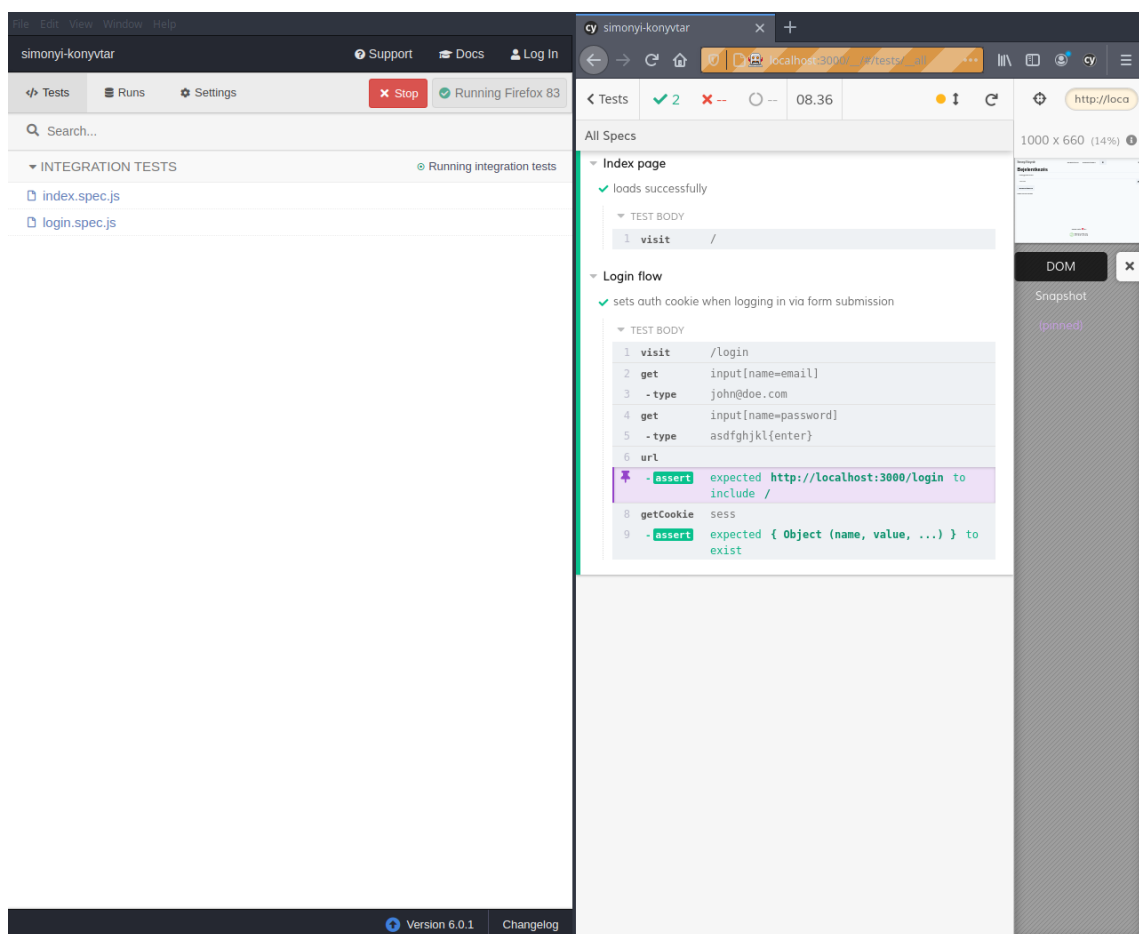 File Edit View Window Help
simonyi-konyvtar Support Docs Log In
Tests Runs Settings Stop Running Firefox 83
Search...
INTEGRATION TESTS Running integration tests
index.spec.js
login.spec.js
Version 6.0.1 Changelog
cy simonyi-konyvtar
localhost:3000/__/#/tests/__all cy
Tests 2 -- -- 08.36 http://loca
All Specs 1000 x 660 (14%)
Index page
loads successfully
TEST BODY
1 visit /
Login flow
sets auth cookie when logging in via form submission
TEST BODY
1 visit /login
2 get input[name=email]
3 -type john@doe.com
4 get input[name=password]
5 -type asdfghjkl{enter}
6 url
-assert expected http://localhost:3000/login to
include /
8 getCookie sess
9 -assert expected { Object (name, value, ...) } to
exist
Bejelentkezés
DOM
Snapshot
(pinned)